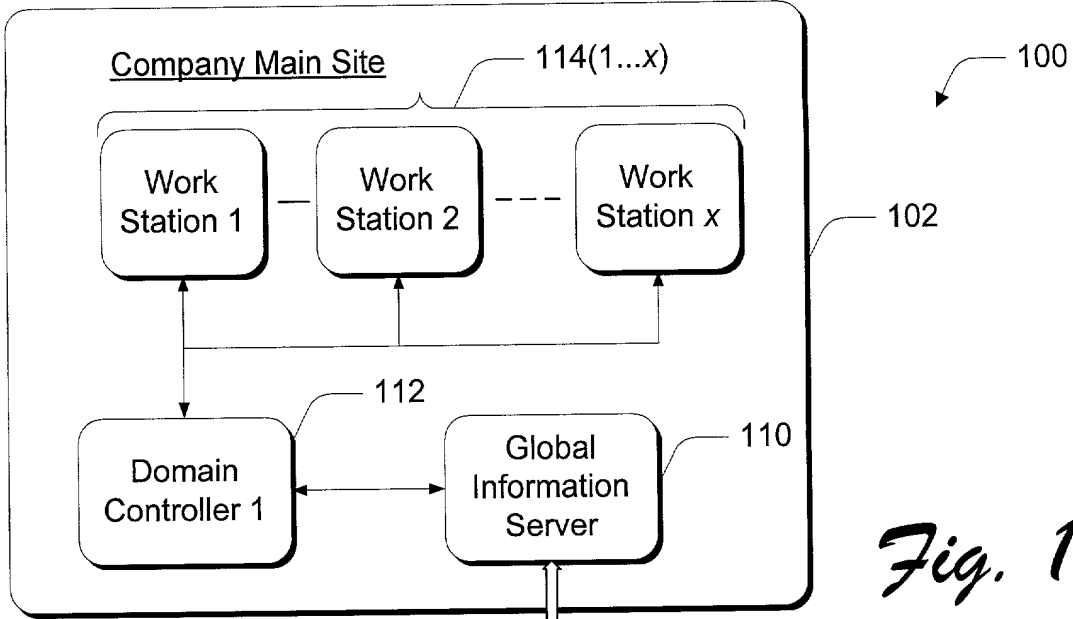 Company Main Site
114(1...x)
100
Work
Station 1
Work
Station 2
Work
Station x
102
112
110
Domain
Controller 1
Global
Information
Server
Fig. 1